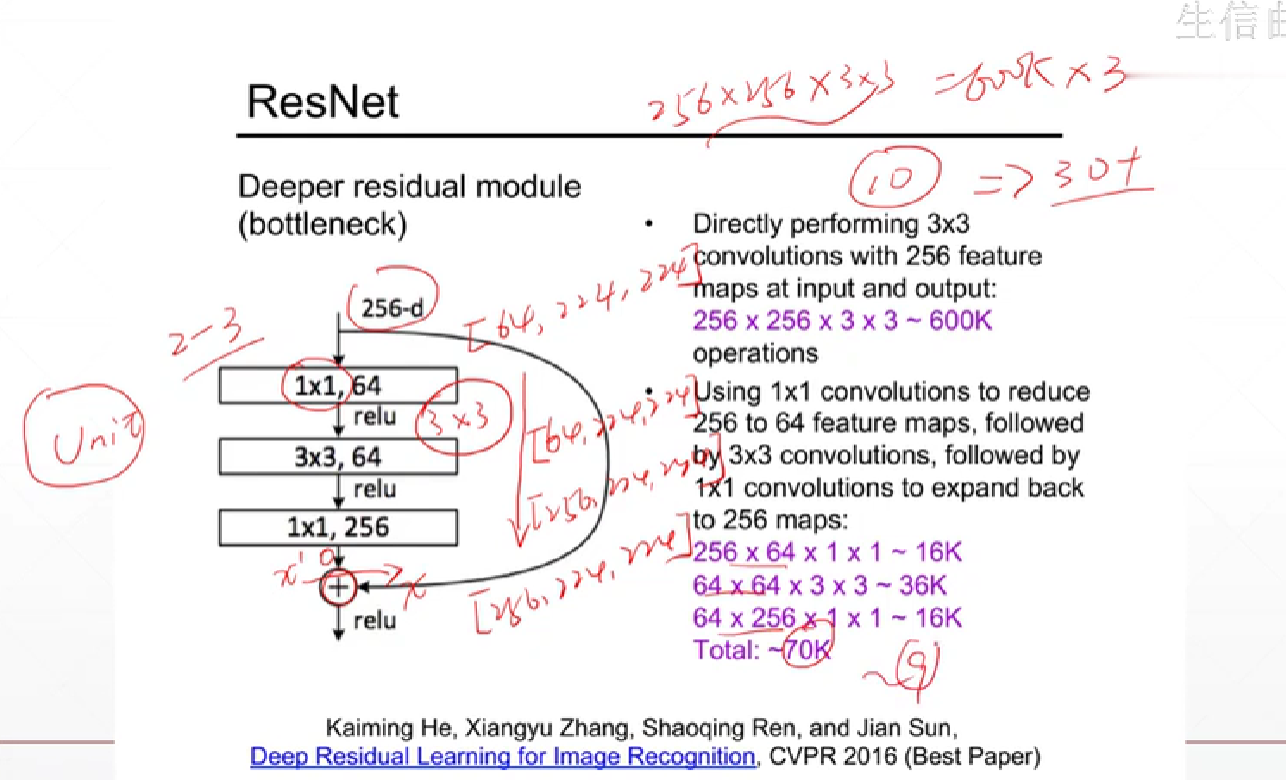 生信
ResNet
256×256×3×3 =600K×3
10 => 30+
Deeper residual module
(bottleneck)
• Directly performing 3x3
convolutions with 256 feature
maps at input and output:
256 x 256 x 3 x 3 ~ 600K
operations
• Using 1x1 convolutions to reduce
256 to 64 feature maps, followed
by 3x3 convolutions, followed by
1x1 convolutions to expand back
to 256 maps:
256 x 64 x 1 x 1 ~ 16K
64 x 64 x 3 x 3 ~ 36K
64 x 256 x 1 x 1 ~ 16K
Total: ~70K
~9
256-d
[64, 224, 224]
2-3
1x1, 64
relu
3×3
[64, 224, 224]
Unit
3x3, 64
relu
[256, 224, 224]
1x1, 256
x'
x
+
[256, 224, 224]
relu
Kaiming He, Xiangyu Zhang, Shaoqing Ren, and Jian Sun,
Deep Residual Learning for Image Recognition, CVPR 2016 (Best Paper)